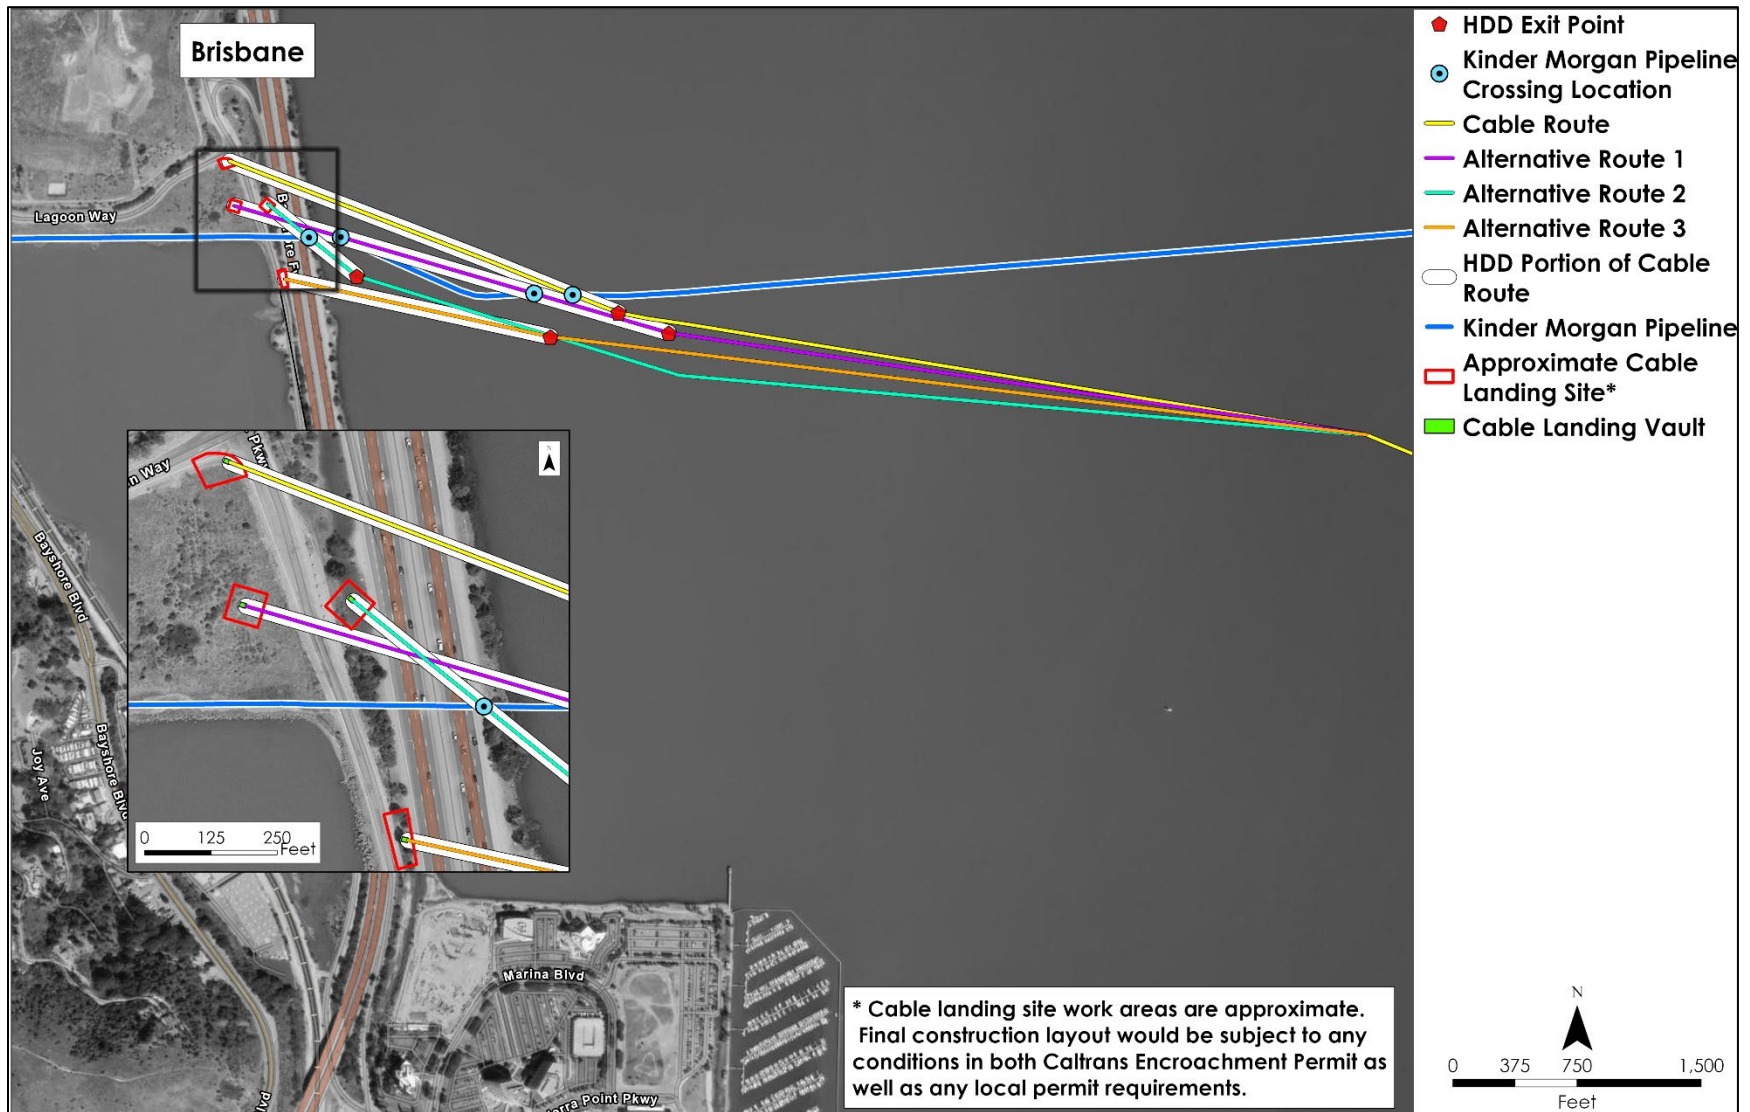 Brisbane
Lagoon Way
Bayshore Blvd
Bayshore Blvd
Joy Ave
Pkwy
n Way
N
0 125 250
Feet
Marina Blvd
erra Point Pkwy
lvd
* Cable landing site work areas are approximate.
Final construction layout would be subject to any
conditions in both Caltrans Encroachment Permit as
well as any local permit requirements.
HDD Exit Point
Kinder Morgan Pipeline
Crossing Location
Cable Route
Alternative Route 1
Alternative Route 2
Alternative Route 3
HDD Portion of Cable
Route
Kinder Morgan Pipeline
Approximate Cable
Landing Site*
Cable Landing Vault
N
0 375 750 1,500
Feet